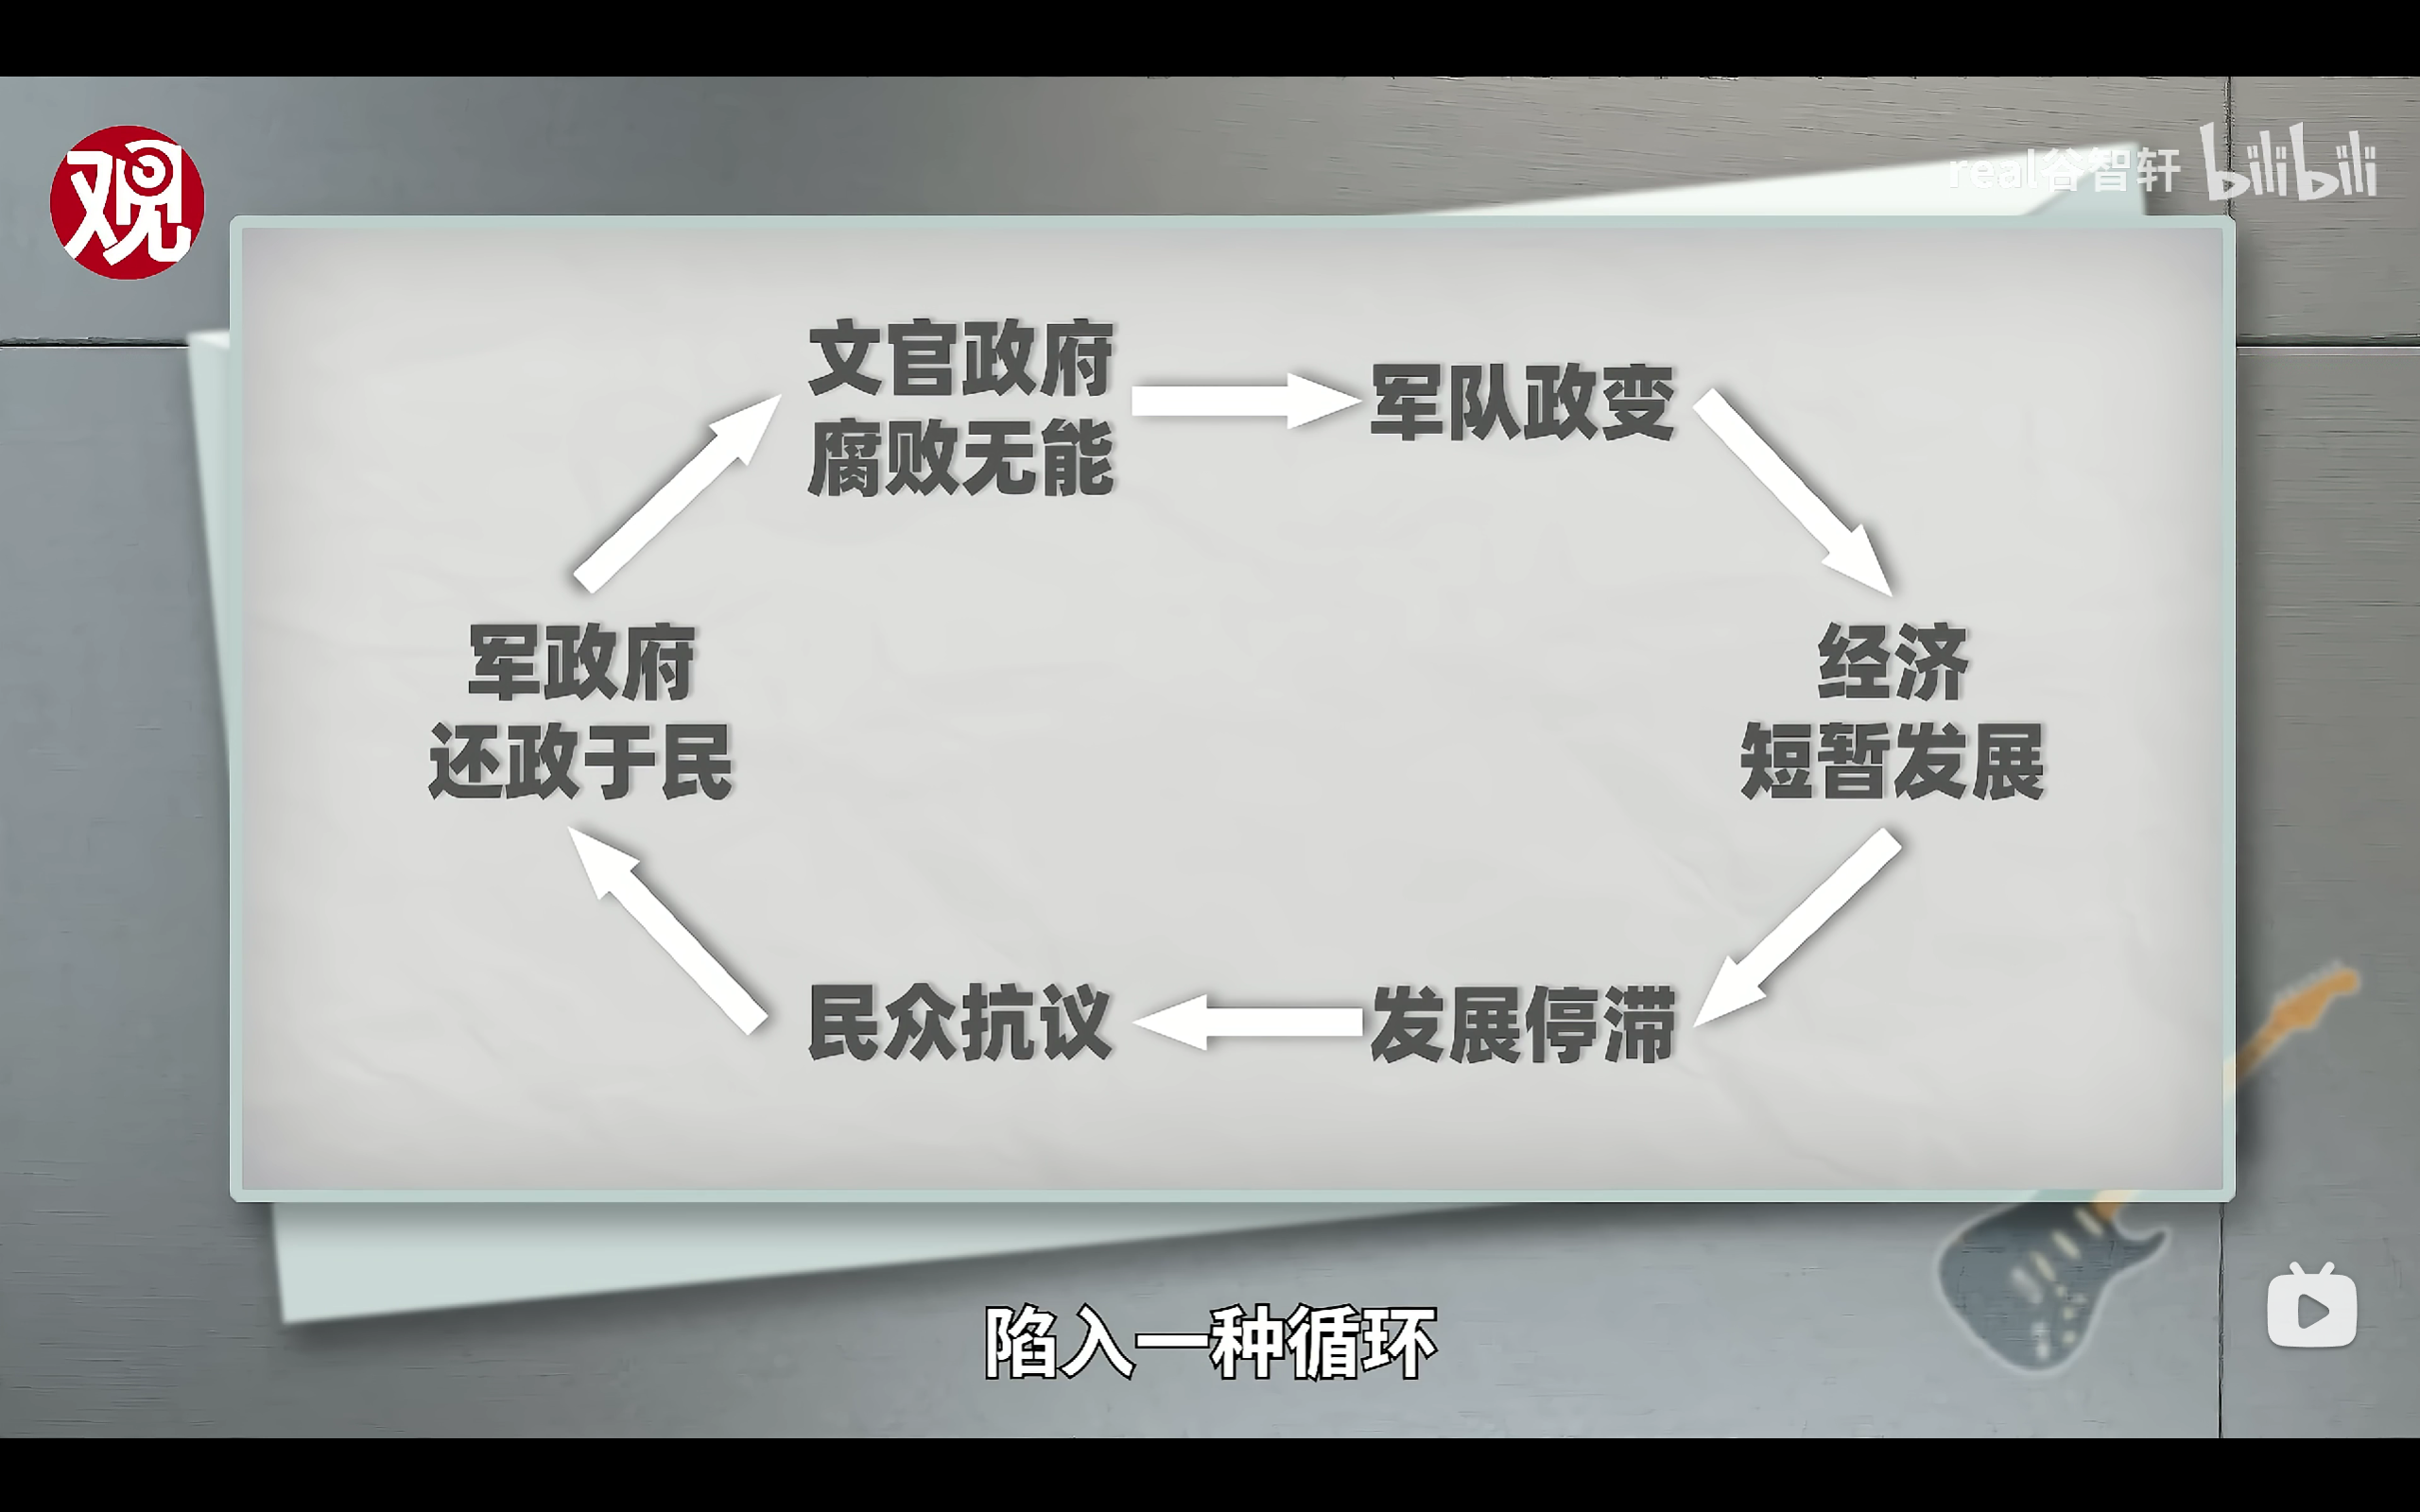 观
real谷智轩 bilibili
文官政府
腐败无能
军队政变
经济
短暂发展
发展停滞
民众抗议
军政府
还政于民
陷入一种循环